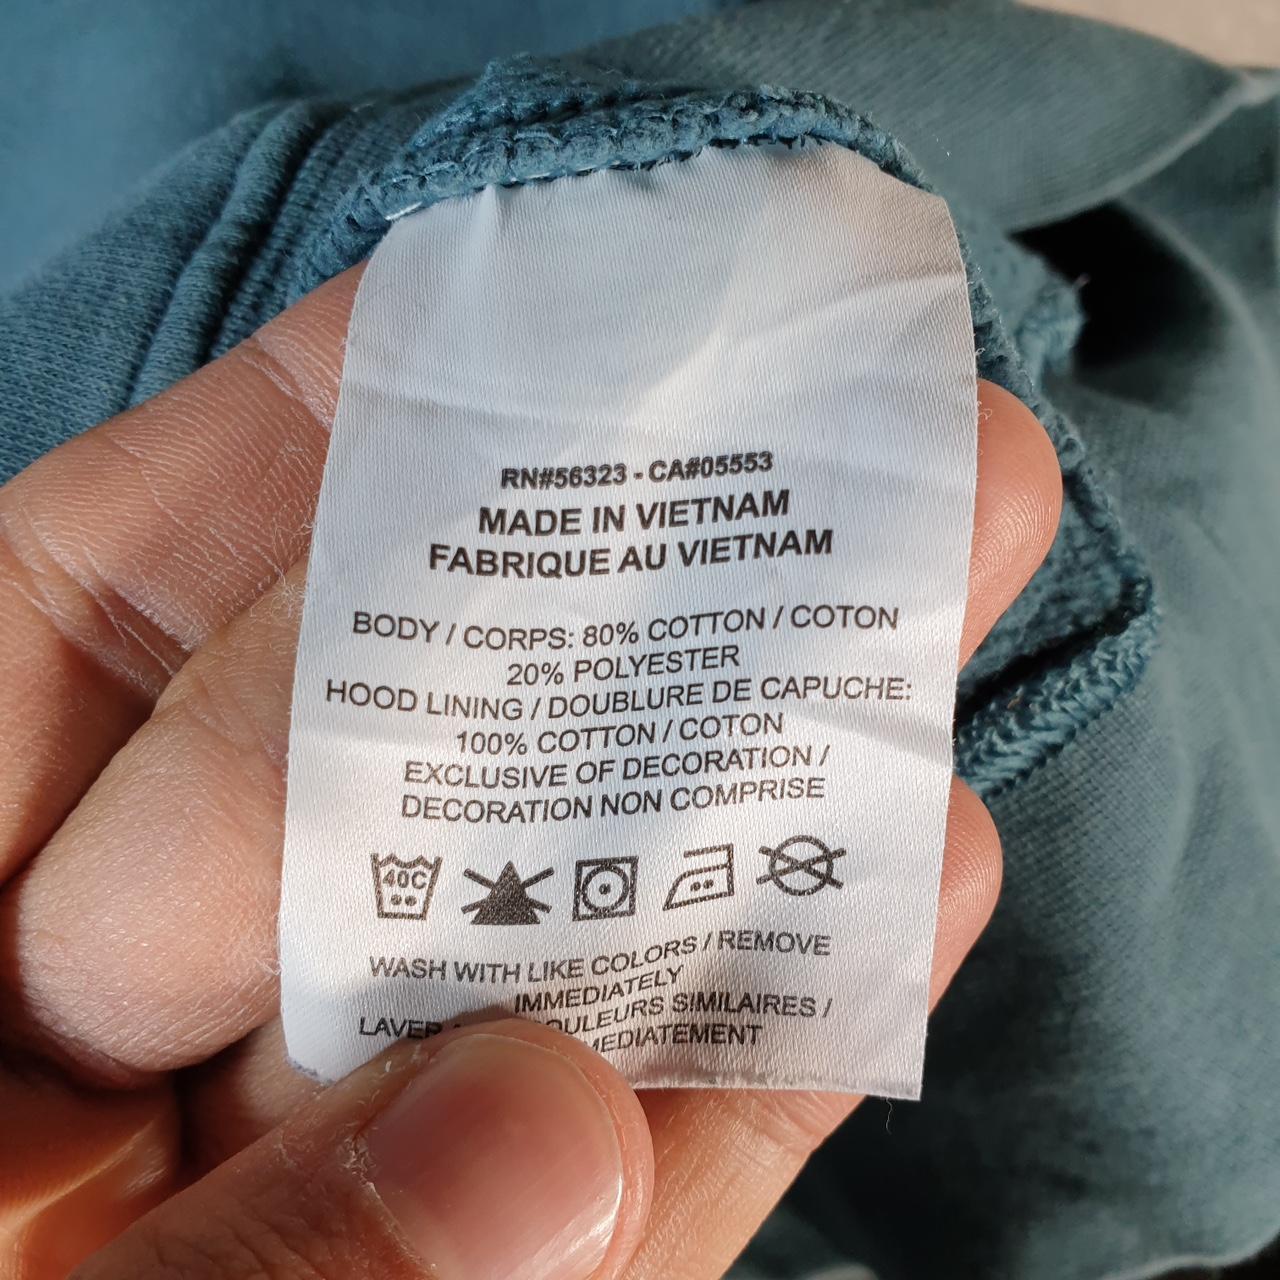 RN#56323 - CA#05553
MADE IN VIETNAM
FABRIQUE AU VIETNAM
BODY / CORPS: 80% COTTON / COTON
20% POLYESTER
HOOD LINING / DOUBLURE DE CAPUCHE:
100% COTTON / COTON
EXCLUSIVE OF DECORATION /
DECORATION NON COMPRISE
40C
WASH WITH LIKE COLORS / REMOVE
IMMEDIATELY
LAVER SIMILAIRES /